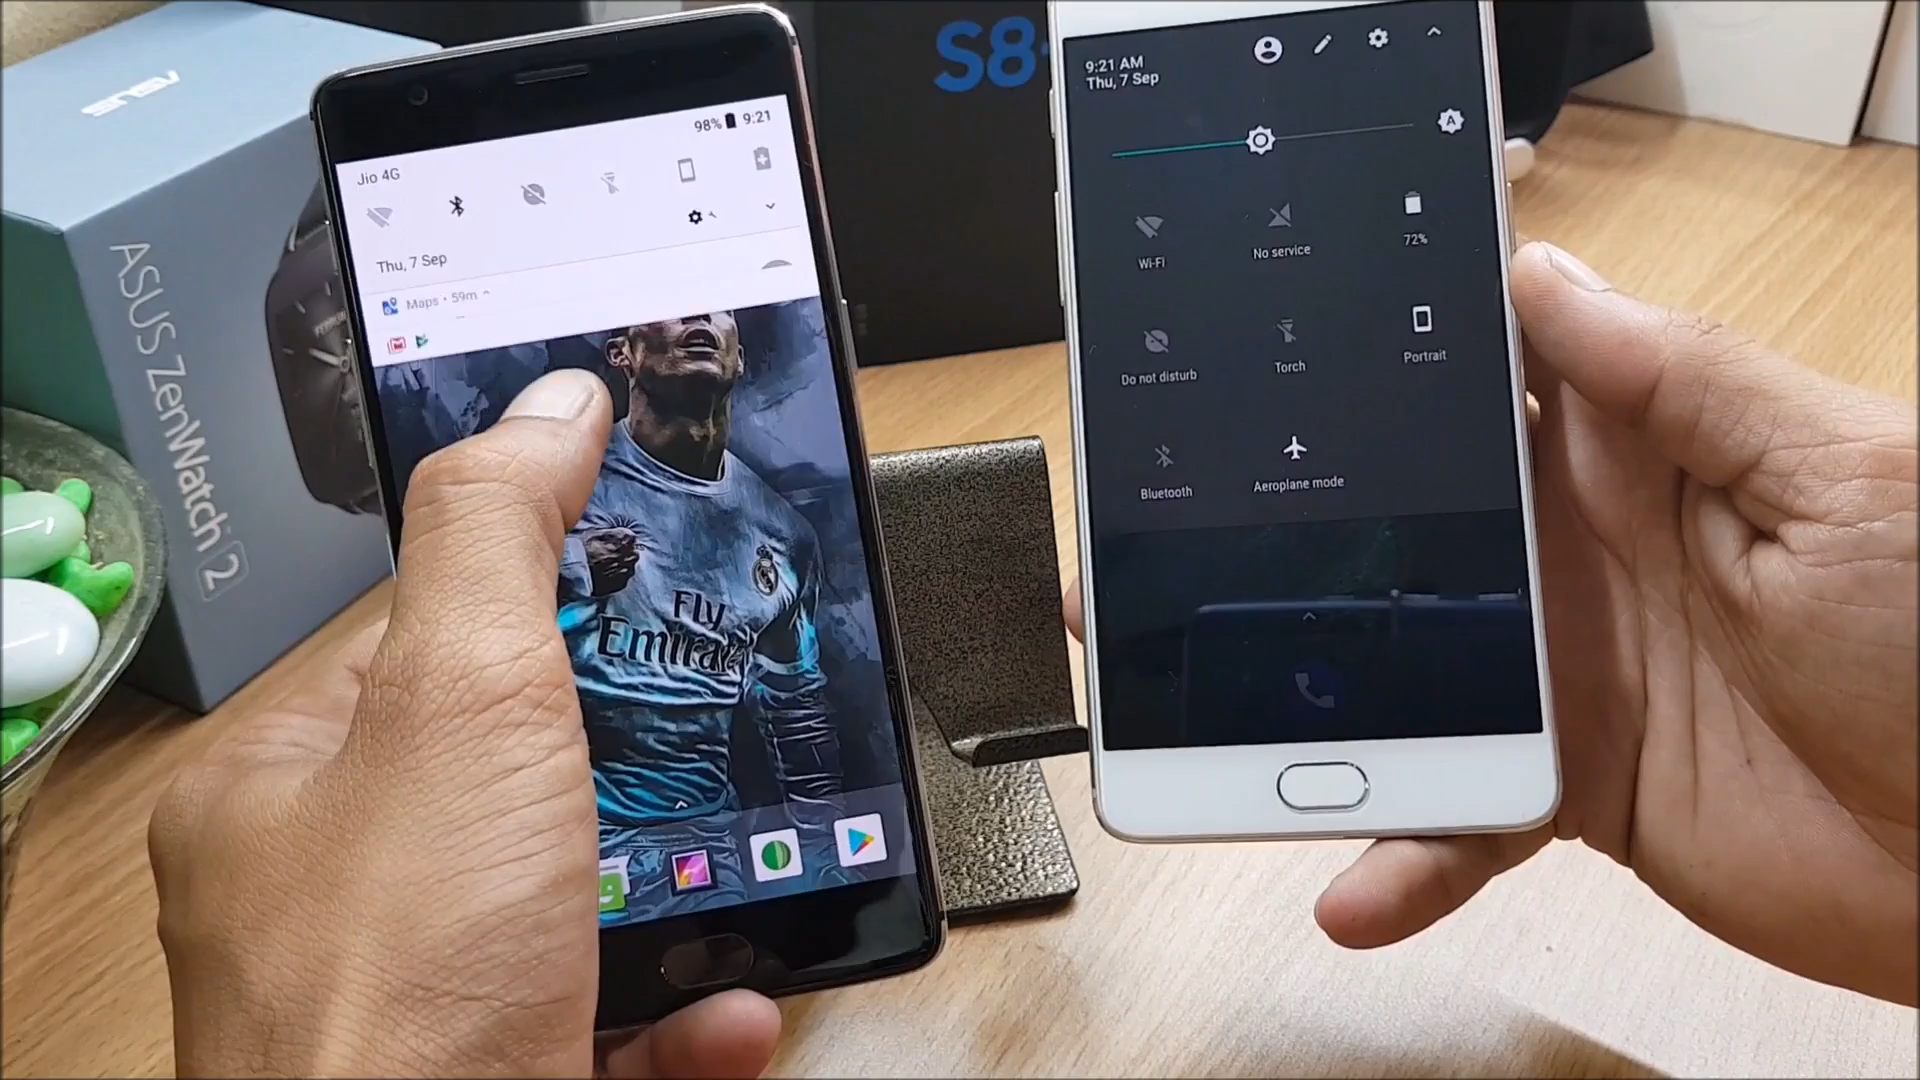 ASUS
ASUS ZenWatch 2
S8+
98% 9:21
Jio 4G
Thu, 7 Sep
Maps • 59m
Fly
Emirates
9:21 AM
Thu, 7 Sep
A
Wi-Fi
No service
72%
Do not disturb
Torch
Portrait
Bluetooth
Aeroplane mode